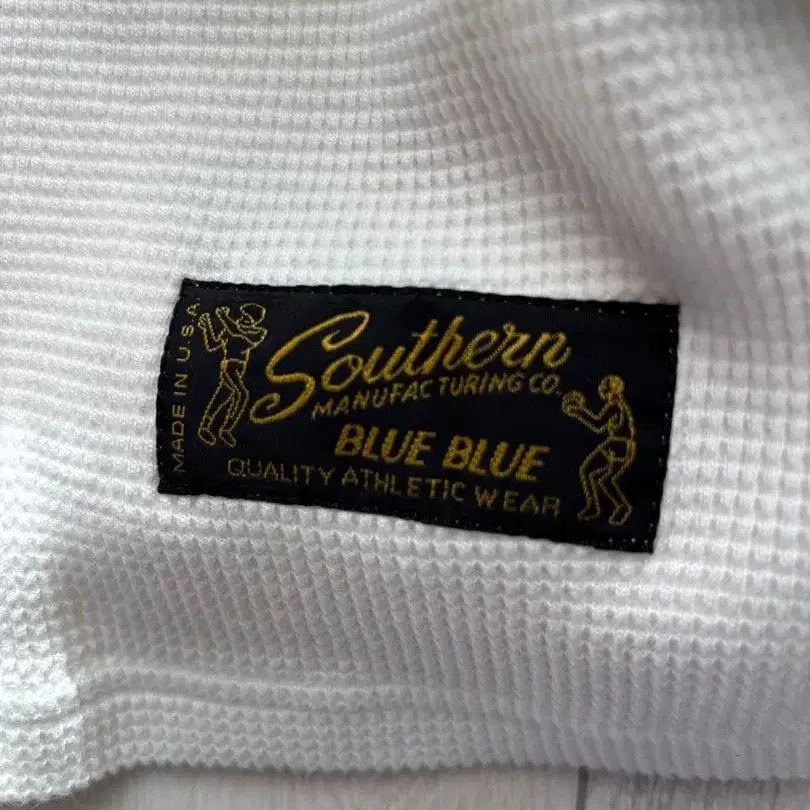 MADE IN U.S.A.
Southern
MANUFACTURING CO.
BLUE BLUE
QUALITY ATHLETIC WEAR